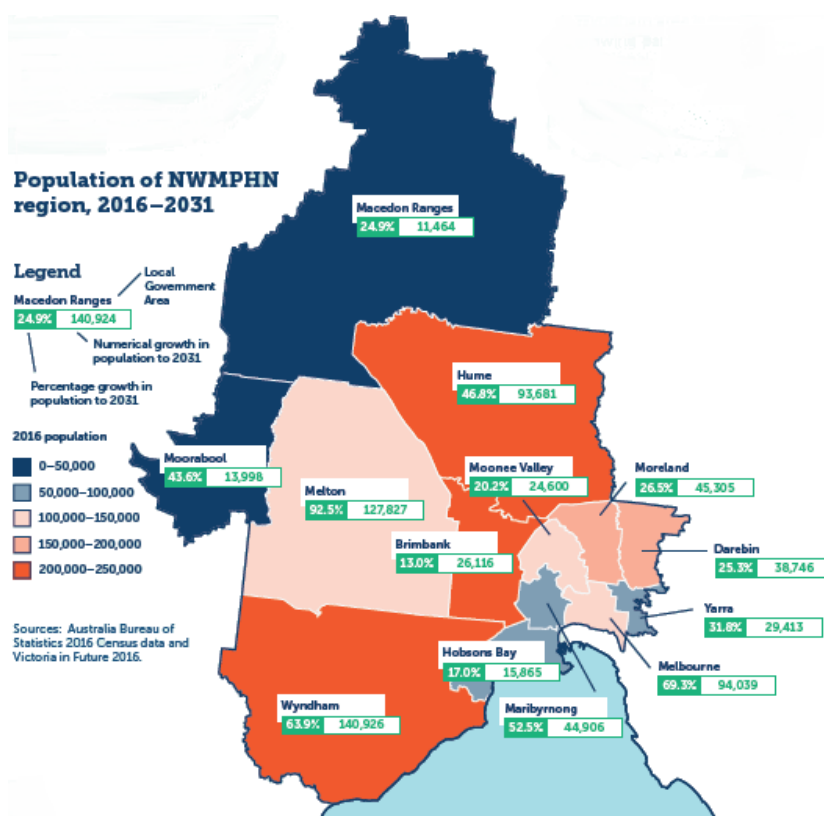 Population of NWMPHN
region, 2016–2031
Legend
Local
Government
Area
Macedon Ranges
24.9% 140,924
Numerical growth in
population to 2031
Percentage growth in
population to 2031
2016 population
0–50,000
50,000–100,000
100,000–150,000
150,000–200,000
200,000–250,000
Sources: Australia Bureau of
Statistics 2016 Census data and
Victoria in Future 2016.
Macedon Ranges
24.9% 11,464
Hume
46.8% 93,681
Moorabool
43.6% 13,998
Melton
92.5% 127,827
Moonee Valley
20.2% 24,600
Moreland
26.5% 45,305
Brimbank
13.0% 26,116
Darebin
25.3% 38,746
Yarra
31.8% 29,413
Hobsons Bay
17.0% 15,865
Melbourne
69.3% 94,039
Wyndham
63.9% 140,926
Maribyrnong
52.5% 44,906